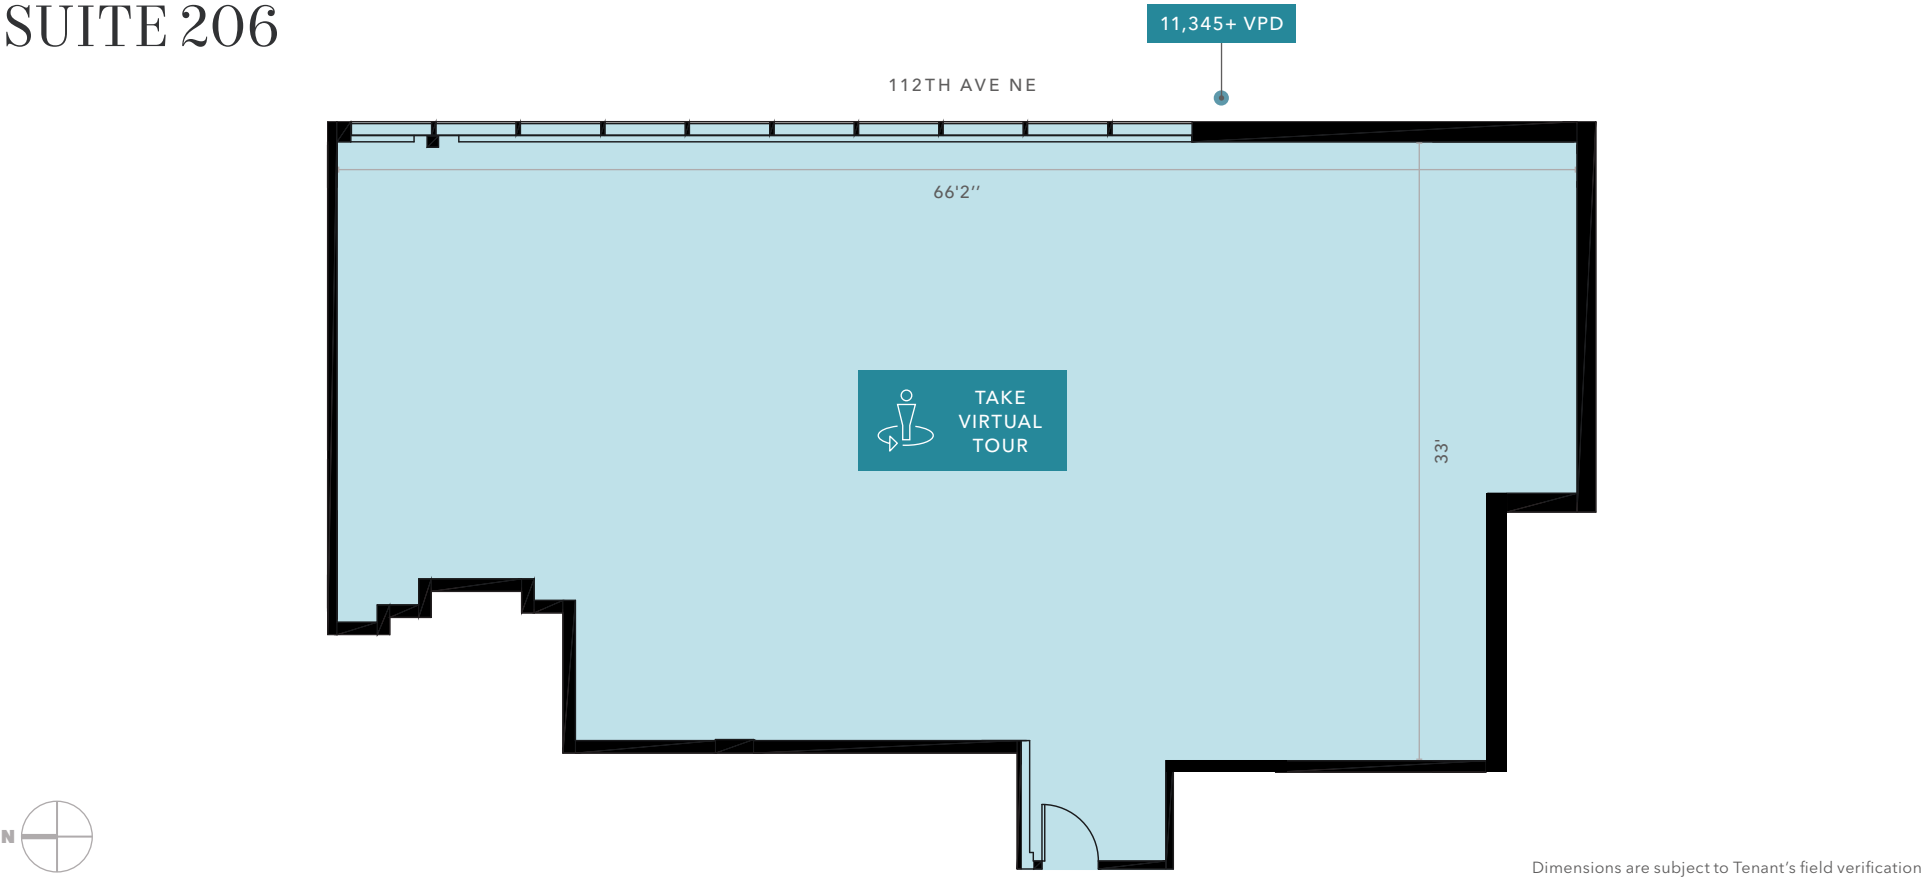 SUITE 206
11,345+ VPD
112TH AVE NE
66'2’’
TAKE
VIRTUAL
TOUR
33'
N
Dimensions are subject to Tenant’s field verification